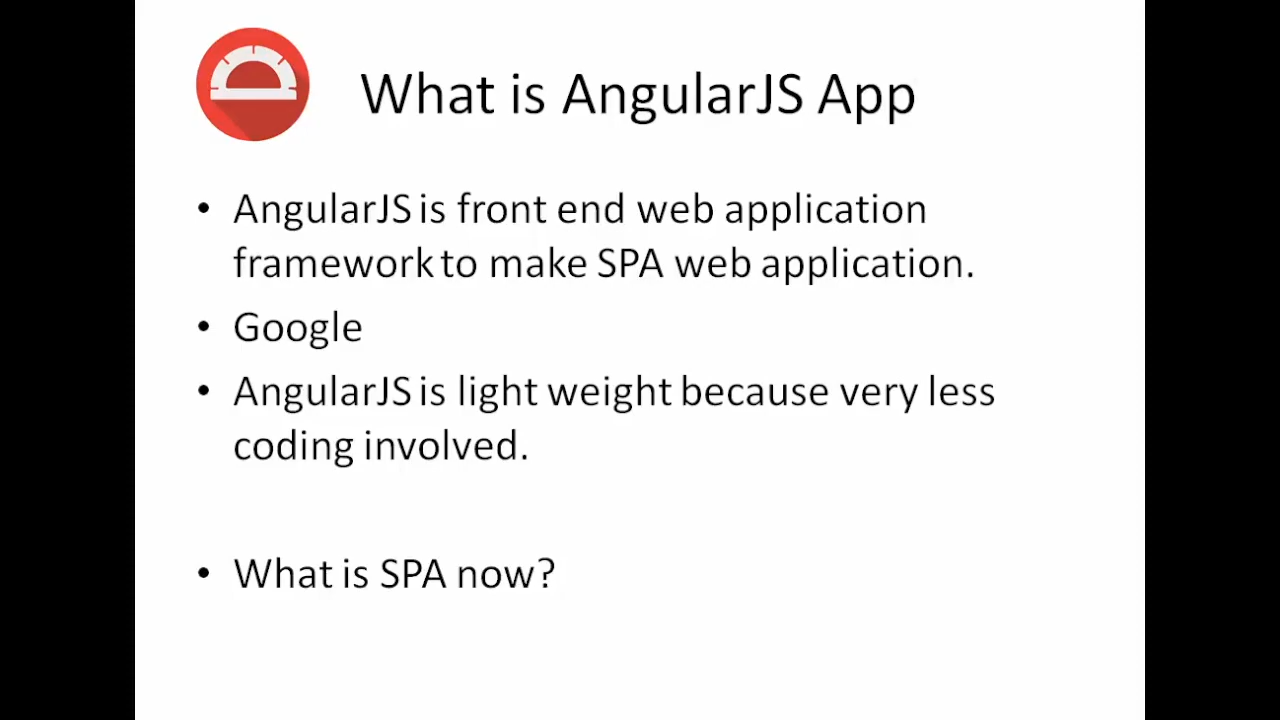 What is AngularJS App
• AngularJS is front end web application
framework to make SPA web application.
• Google
• AngularJS is light weight because very less
coding involved.
• What is SPA now?